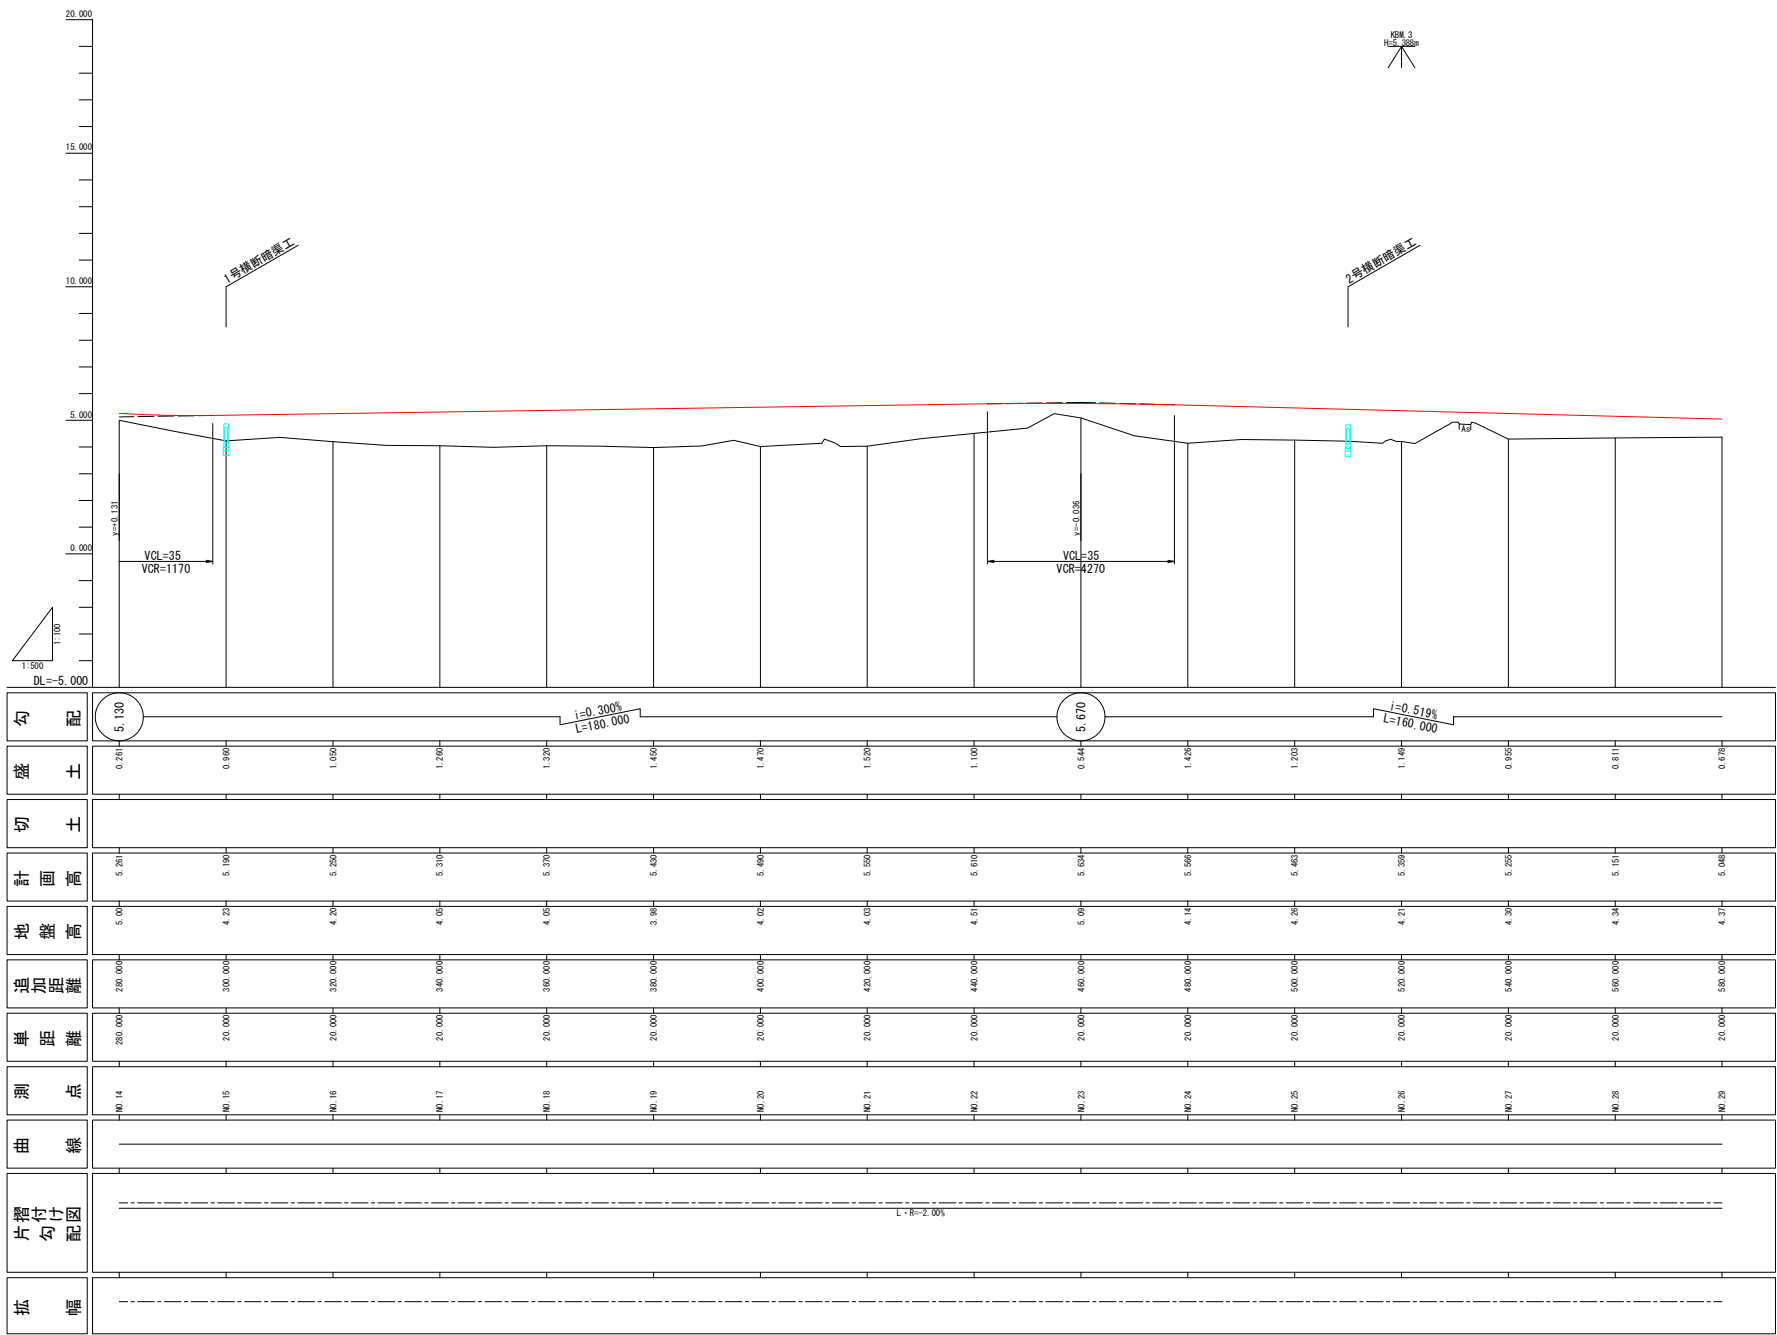 20.000
15.000
10.000
5.000
0.000
DL=-5.000
1:100
1:500
KBM.3
H=5.388m
1号横断暗渠工
2号横断暗渠工
As
y=+0.131
VCL=35
VCR=1170
y=-0.036
VCL=35
VCR=4270
勾配
5.130
i=0.300%
L=180.000
5.670
i=0.519%
L=160.000
盛土
0.261 0.960 1.050 1.260 1.320 1.450 1.470 1.520 1.100 0.544 1.426 1.203 1.149 0.955 0.811 0.678
切土
計画高
5.261 5.190 5.250 5.310 5.370 5.430 5.490 5.550 5.610 5.634 5.566 5.463 5.359 5.255 5.151 5.048
地盤高
5.00 4.23 4.20 4.05 4.05 3.98 4.02 4.03 4.51 5.09 4.14 4.26 4.21 4.30 4.34 4.37
追加距離
280.000 300.000 320.000 340.000 360.000 380.000 400.000 420.000 440.000 460.000 480.000 500.000 520.000 540.000 560.000 580.000
単距離
280.000 20.000 20.000 20.000 20.000 20.000 20.000 20.000 20.000 20.000 20.000 20.000 20.000 20.000 20.000 20.000
測点
NO.14 NO.15 NO.16 NO.17 NO.18 NO.19 NO.20 NO.21 NO.22 NO.23 NO.24 NO.25 NO.26 NO.27 NO.28 NO.29
曲線
片勾配
摺付け図
L・R=-2.00%
拡幅